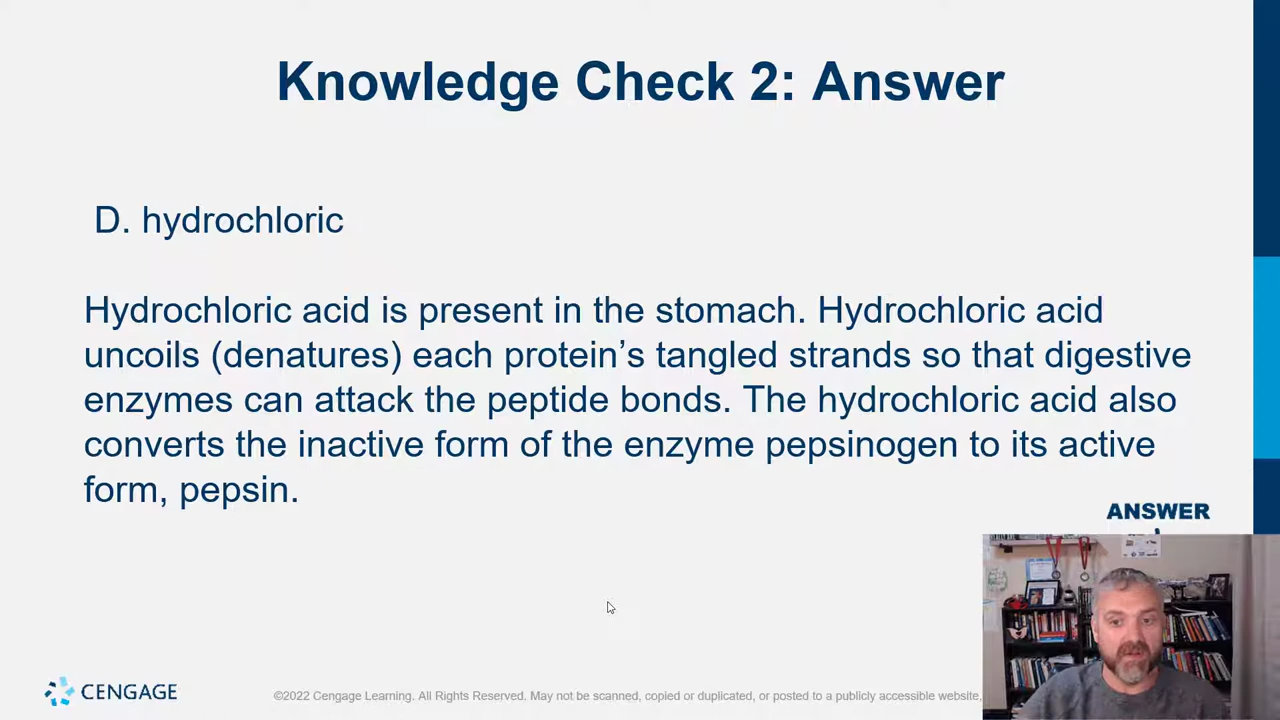 Knowledge Check 2: Answer
D. hydrochloric
Hydrochloric acid is present in the stomach. Hydrochloric acid
uncoils (denatures) each protein’s tangled strands so that digestive
enzymes can attack the peptide bonds. The hydrochloric acid also
converts the inactive form of the enzyme pepsinogen to its active
form, pepsin.
ANSWER
CENGAGE
©2022 Cengage Learning. All Rights Reserved. May not be scanned, copied or duplicated, or posted to a publicly accessible website,